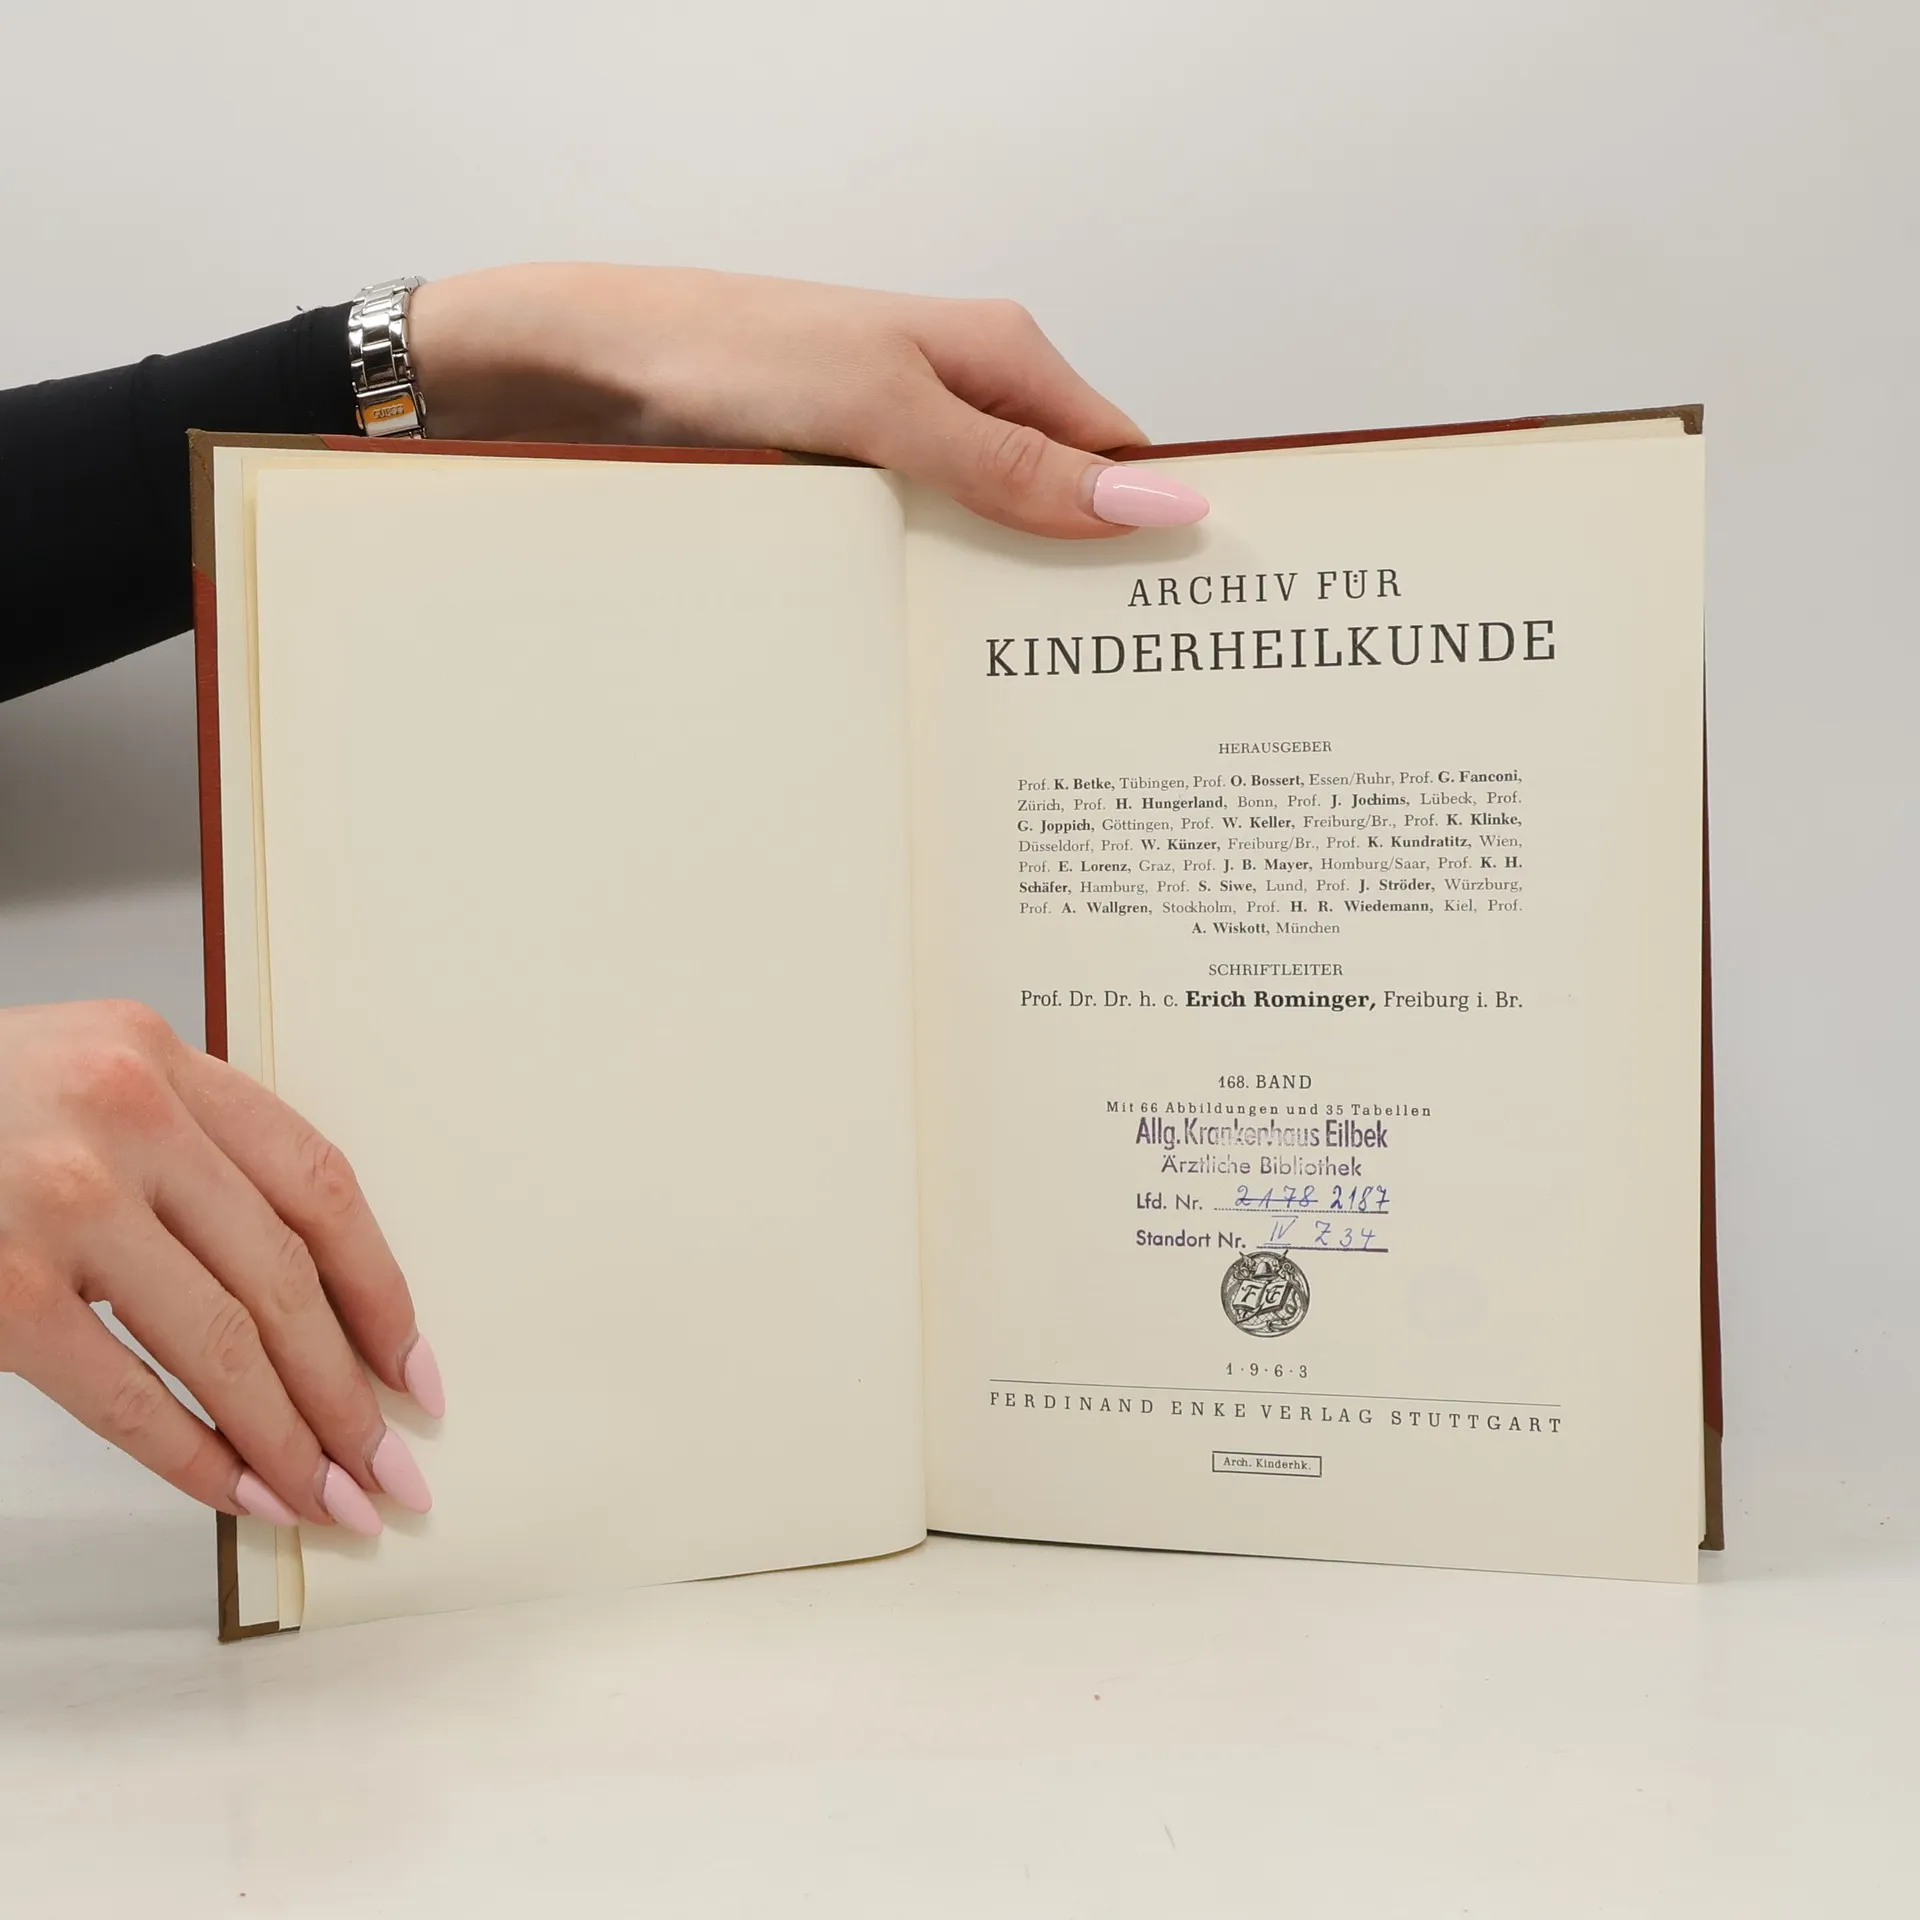 GUESS
ARCHIV FÜR
KINDERHEILKUNDE
HERAUSGEBER
Prof. K. Betke, Tübingen, Prof. O. Bossert, Essen/Ruhr, Prof. G. Fanconi,
Zürich, Prof. H. Hungerland, Bonn, Prof. J. Jochims, Lübeck, Prof.
G. Joppich, Göttingen, Prof. W. Keller, Freiburg/Br., Prof. K. Klinke,
Düsseldorf, Prof. W. Künzer, Freiburg/Br., Prof. K. Kundratitz, Wien,
Prof. E. Lorenz, Graz, Prof. J. B. Mayer, Homburg/Saar, Prof. K. H.
Schäfer, Hamburg, Prof. S. Siwe, Lund, Prof. J. Ströder, Würzburg,
Prof. A. Wallgren, Stockholm, Prof. H. R. Wiedemann, Kiel, Prof.
A. Wiskott, München
SCHRIFTLEITER
Prof. Dr. Dr. h. c. Erich Rominger, Freiburg i. Br.
168. BAND
Mit 66 Abbildungen und 35 Tabellen
Allg. Krankenhaus Eilbek
Ärztliche Bibliothek
Lfd. Nr. 2178 2187
Standort Nr. IV Z 34
F E
1·9·6·3
FERDINAND ENKE VERLAG STUTTGART
Arch. Kinderhk.